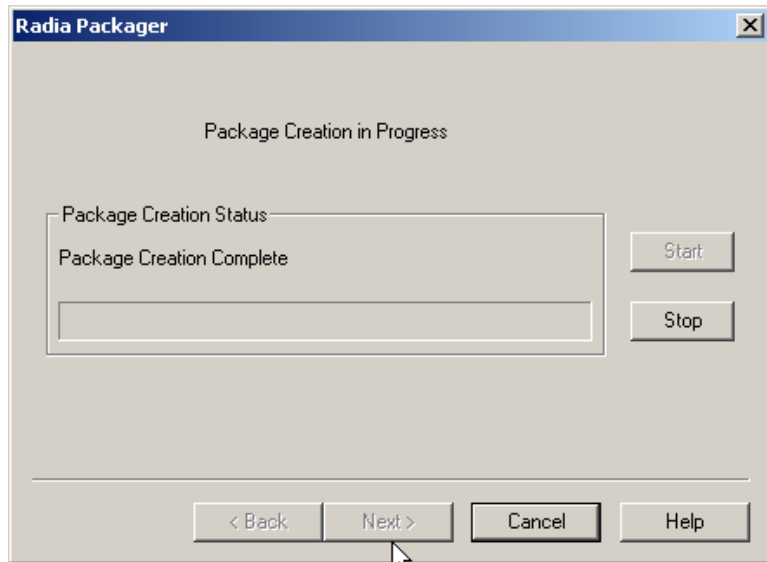 Radia Packager
Package Creation in Progress
Package Creation Status
Package Creation Complete
Start
Stop
< Back
Next >
Cancel
Help